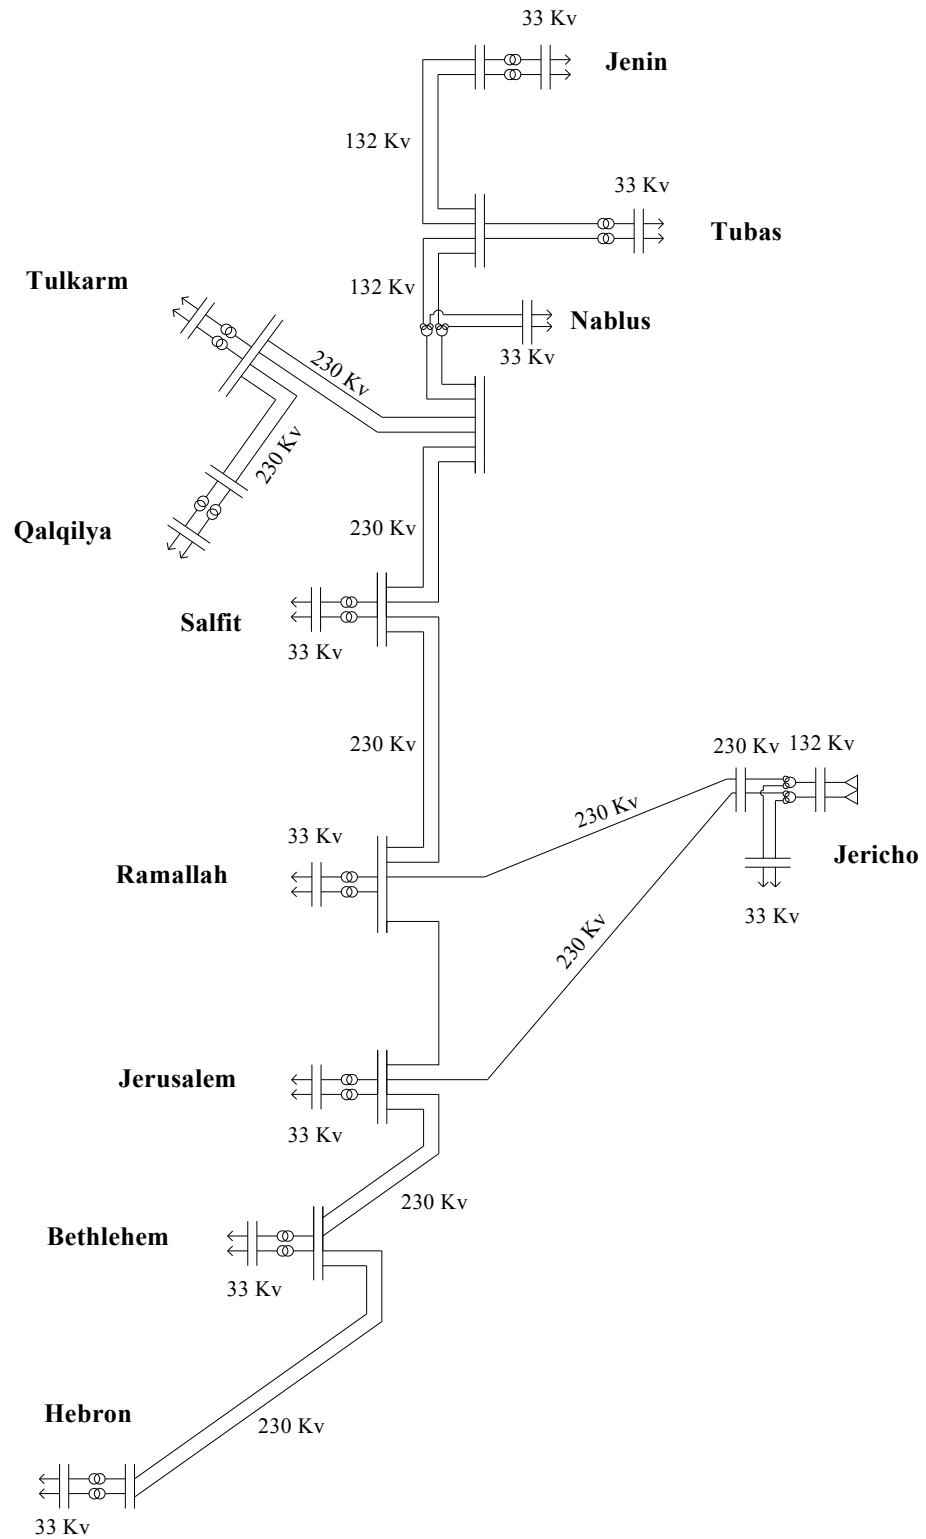 33 Kv
Jenin
132 Kv
33 Kv
Tubas
Tulkarm
132 Kv
Nablus
33 Kv
230 Kv
230 Kv
Qalqilya
230 Kv
Salfit
33 Kv
230 Kv
230 Kv
132 Kv
230 Kv
33 Kv
Jericho
Ramallah
33 Kv
230 Kv
Jerusalem
33 Kv
230 Kv
Bethlehem
33 Kv
Hebron
230 Kv
33 Kv